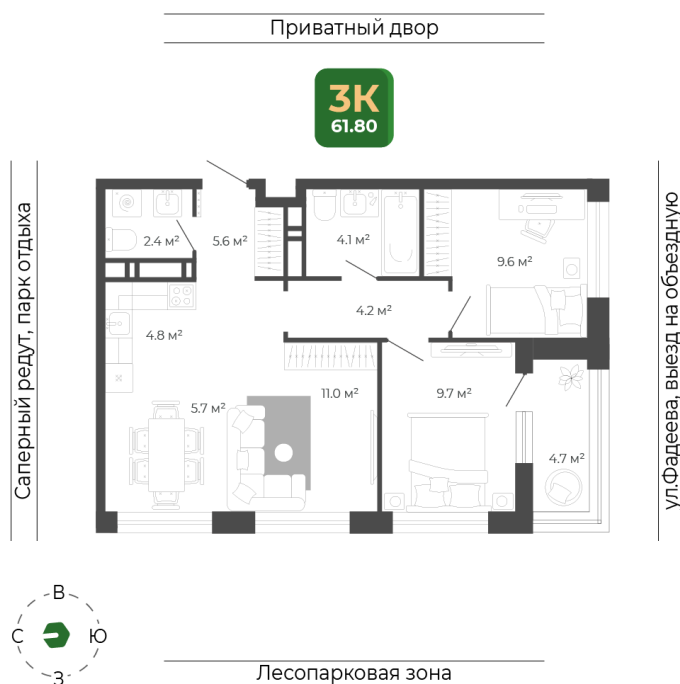 Приватный двор
3К
61.80
Саперный редут, парк отдыха
ул.Фадеева, выезд на объездную
2.4 м²
5.6 м²
4.1 м²
9.6 м²
4.2 м²
4.8 м²
5.7 м²
11.0 м²
9.7 м²
4.7 м²
В
С
Ю
З
Лесопарковая зона